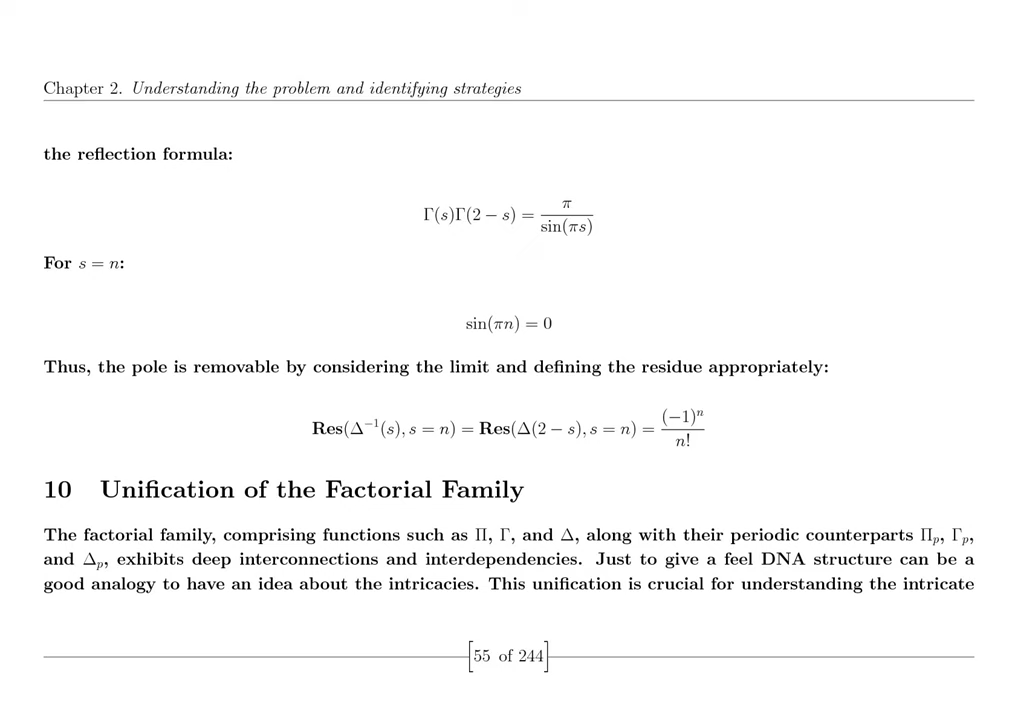 Chapter 2. Understanding the problem and identifying strategies
the reflection formula:
Γ(s)Γ(2 − s) = π / sin(πs)
For s = n:
sin(πn) = 0
Thus, the pole is removable by considering the limit and defining the residue appropriately:
Res(Δ⁻¹(s), s = n) = Res(Δ(2 − s), s = n) = (−1)ⁿ / n!
10 Unification of the Factorial Family
The factorial family, comprising functions such as Π, Γ, and Δ, along with their periodic counterparts Πₚ, Γₚ,
and Δₚ, exhibits deep interconnections and interdependencies. Just to give a feel DNA structure can be a
good analogy to have an idea about the intricacies. This unification is crucial for understanding the intricate
[55 of 244]